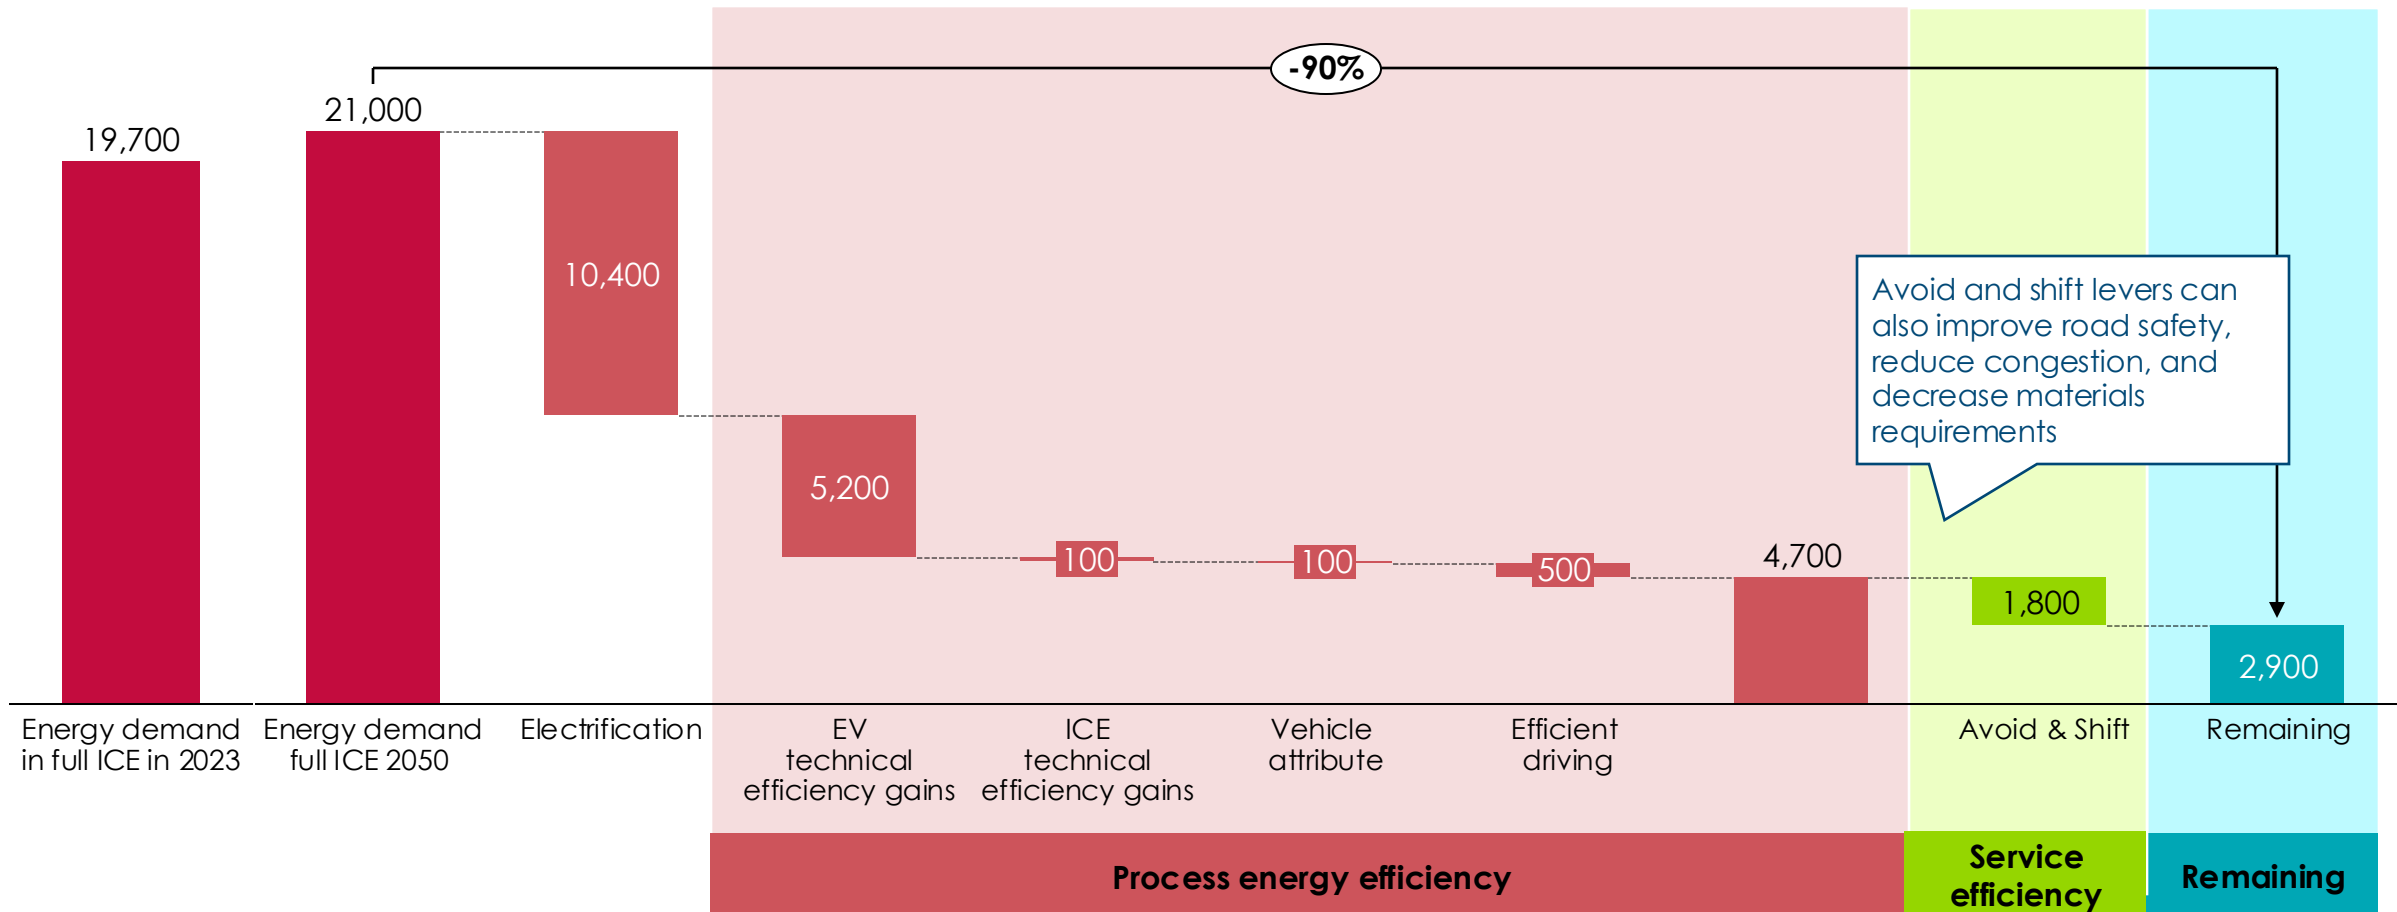 -90%
21,000
19,700
10,400
Avoid and shift levers can
also improve road safety,
reduce congestion, and
decrease materials
requirements
5,200
100
100
500
4,700
1,800
2,900
Energy demand
in full ICE in 2023
Energy demand
full ICE 2050
Electrification
EV
technical
efficiency gains
ICE
technical
efficiency gains
Vehicle
attribute
Efficient
driving
Avoid & Shift
Remaining
Process energy efficiency
Service
efficiency
Remaining